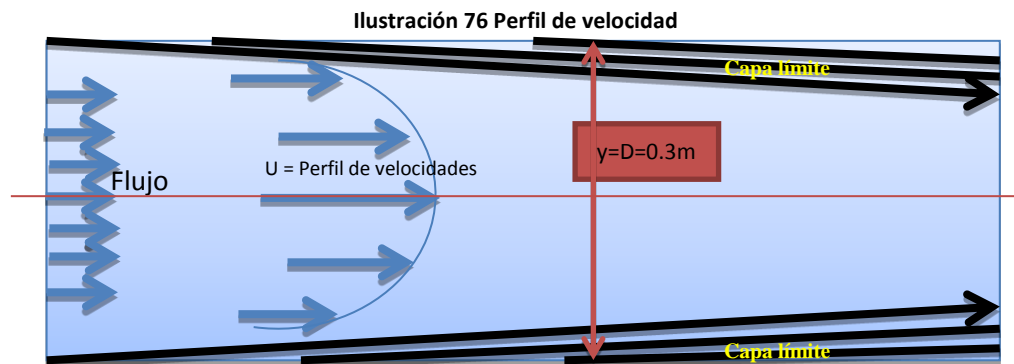 Ilustración 76 Perfil de velocidad
Capa límite
y=D=0.3m
U = Perfil de velocidades
Flujo
Capa límite